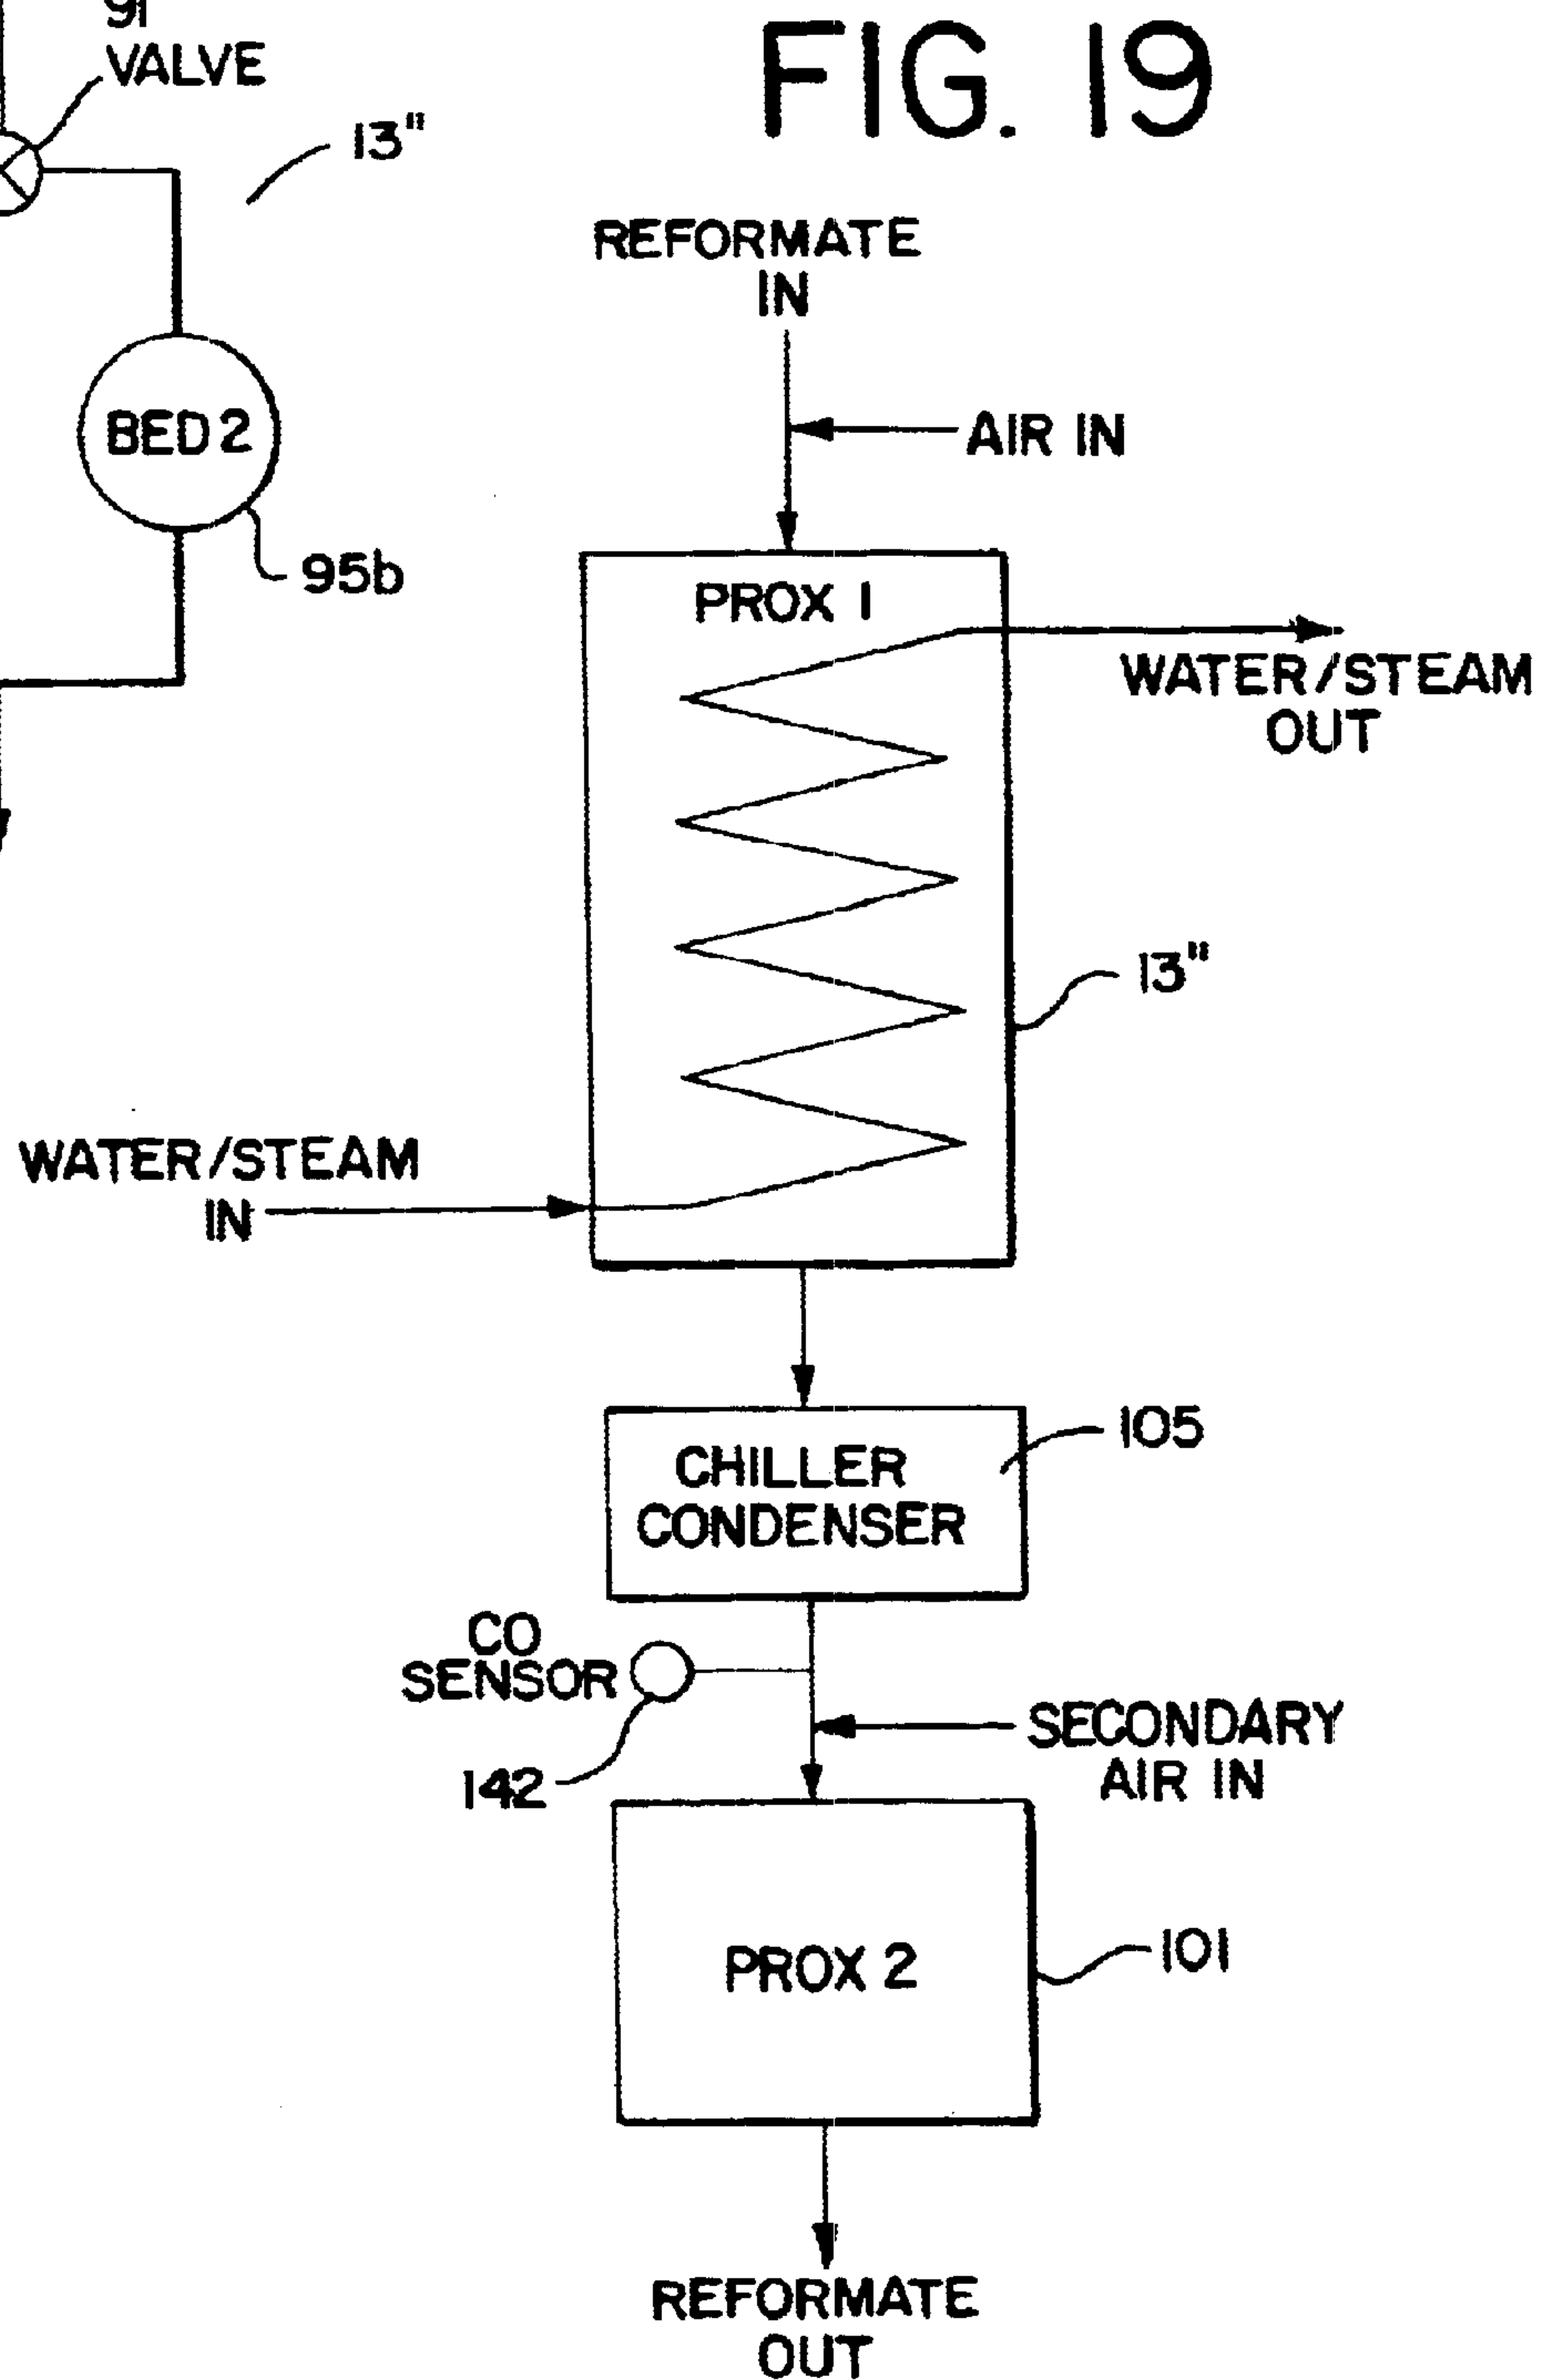 91
VALVE
13"
BED 2
95b
FIG. 19
REFORMATE
IN
AIR IN
PROX 1
WATER/STEAM
OUT
13"
WATER/STEAM
IN
CHILLER
CONDENSER
105
CO
SENSOR
142
SECONDARY
AIR IN
PROX 2
101
REFORMATE
OUT